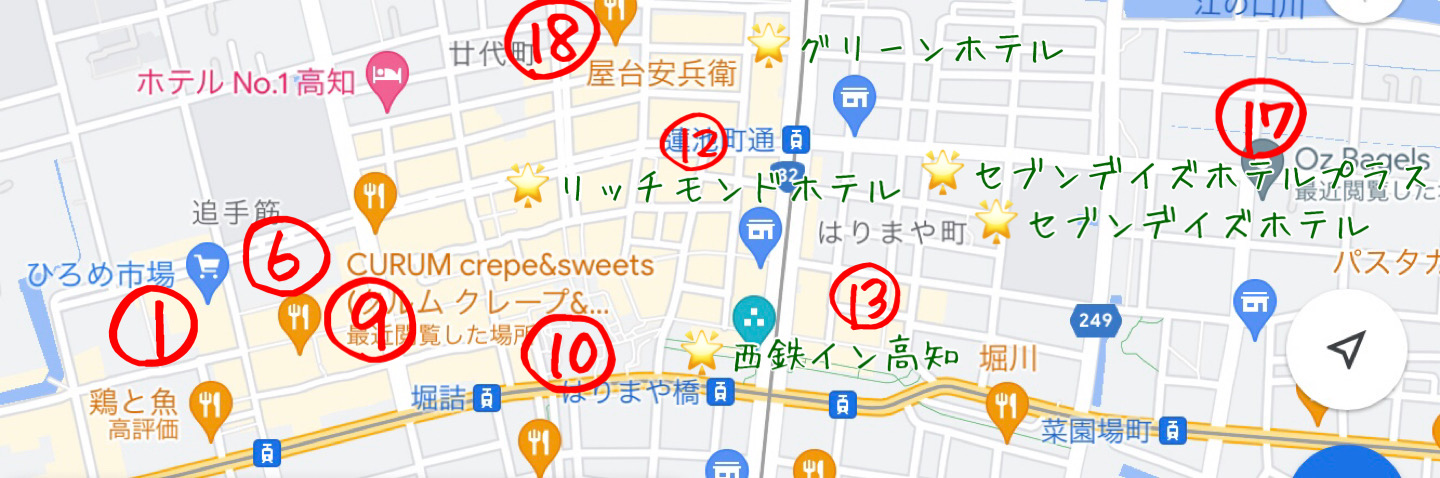 江の口川
⑱
廿代町
グリーンホテル
屋台安兵衛
ホテル No.1 高知
⑰
⑫
蓮池町通
32
Oz Bagels
セブンデイズホテルプラス
リッチモンドホテル
追手筋
はりまや町
セブンデイズホテル
⑥
ひろめ市場
CURUM crepe&sweets
(クルム クレープ&...
パスタ
①
⑨
最近閲覧した場所
⑩
⑬
249
西鉄イン高知
堀川
鶏と魚
高評価
堀詰
はりまや橋
菜園場町